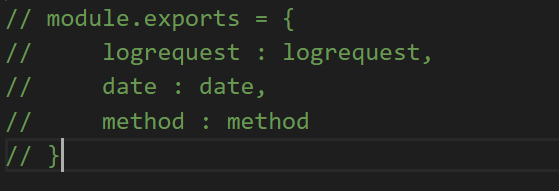 // module.exports = {
//     logrequest : logrequest,
//     date : date,
//     method : method
// }